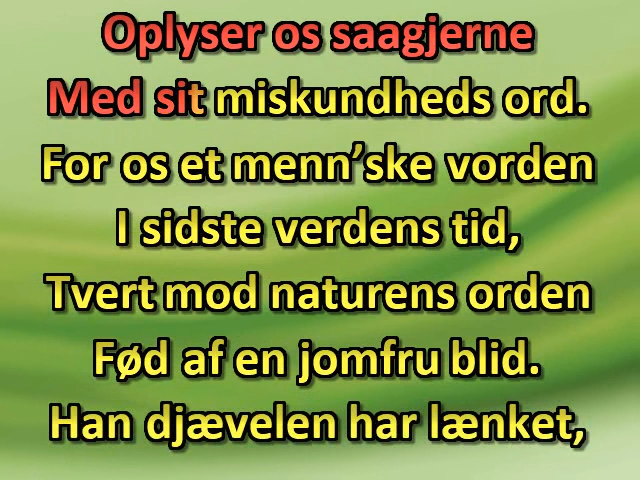 Oplyser os saagjerne
Med sit miskundheds ord.
For os et menn’ske vorden
I sidste verdens tid,
Tvert mod naturens orden
Fød af en jomfru blid.
Han djævelen har lænket,